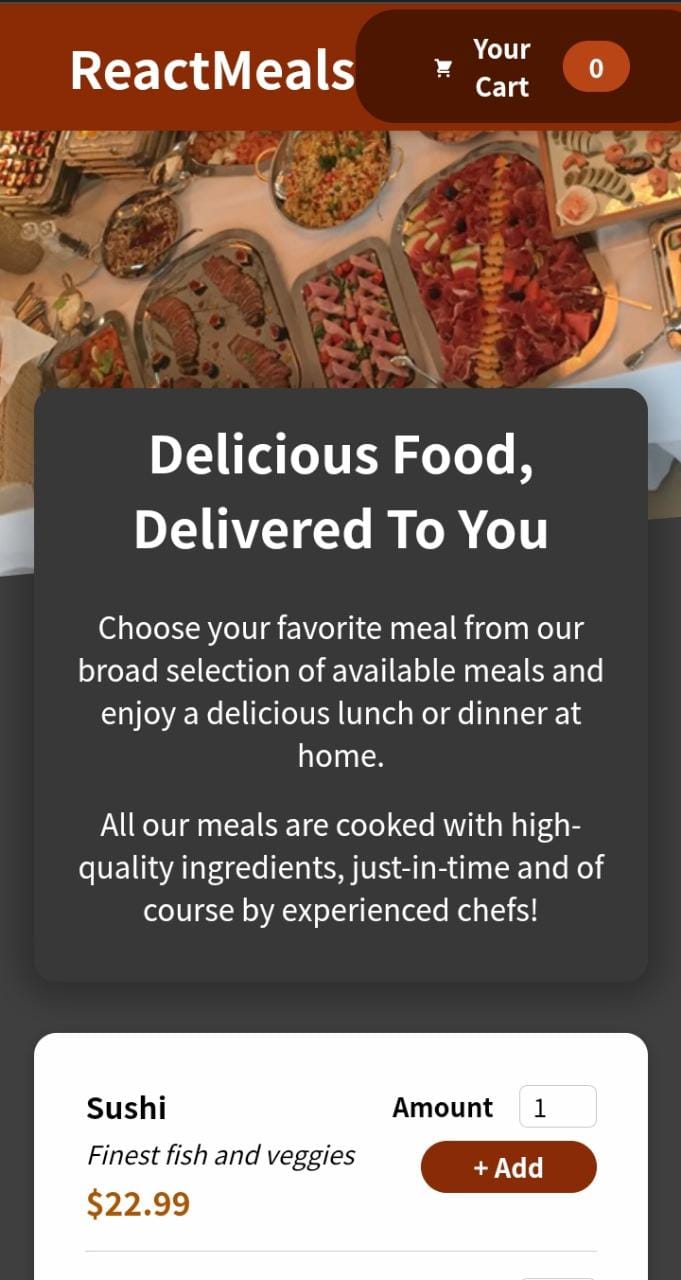 ReactMeals
Your
Cart
0
Delicious Food,
Delivered To You
Choose your favorite meal from our
broad selection of available meals and
enjoy a delicious lunch or dinner at
home.
All our meals are cooked with high-
quality ingredients, just-in-time and of
course by experienced chefs!
Sushi
Amount 1
Finest fish and veggies
+ Add
$22.99